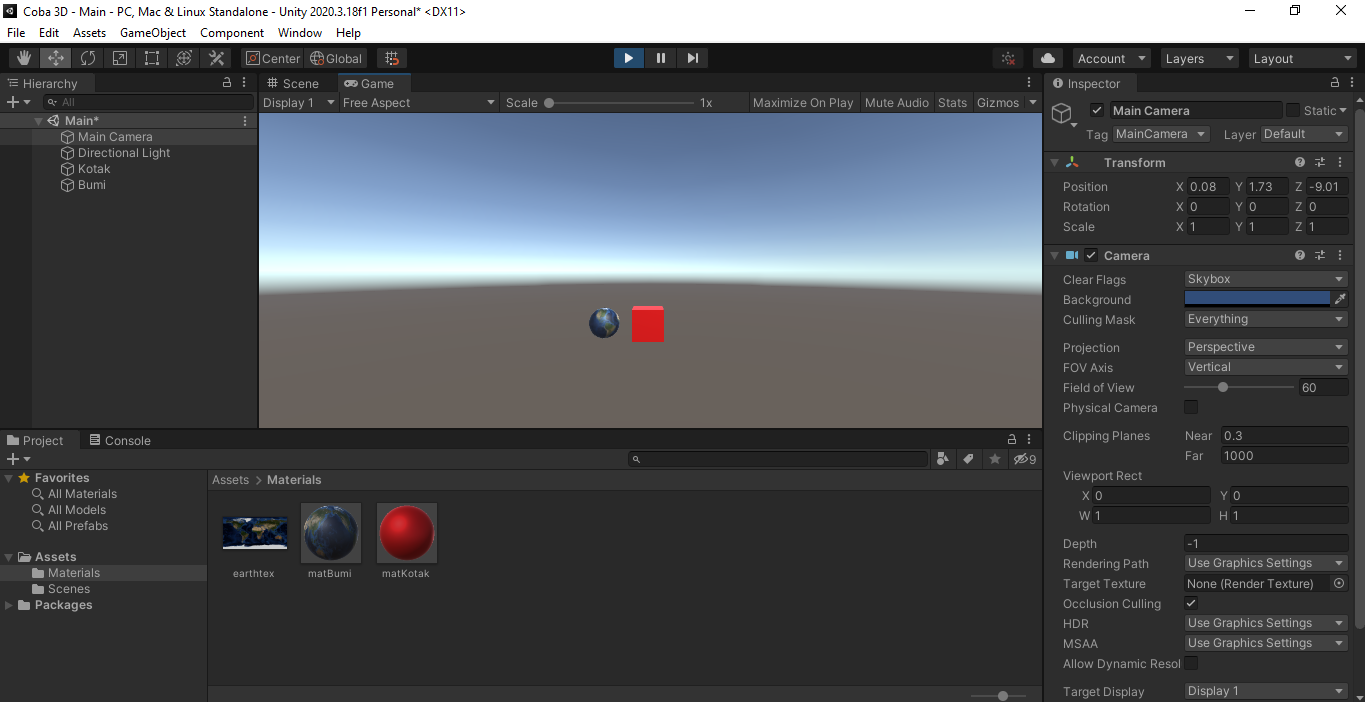 Coba 3D - Main - PC, Mac & Linux Standalone - Unity 2020.3.18f1 Personal* <DX11>
File Edit Assets GameObject Component Window Help
Center Global Account Layers Layout
Hierarchy
All
Main*
Main Camera
Directional Light
Kotak
Bumi
Scene Game
Display 1 Free Aspect Scale 1x Maximize On Play Mute Audio Stats Gizmos
Project Console
9
Favorites
All Materials
All Models
All Prefabs
Assets
Materials
Scenes
Packages
Assets > Materials
earthtex matBumi matKotak
Inspector
Main Camera Static
Tag MainCamera Layer Default
Transform
Position X 0.08 Y 1.73 Z -9.01
Rotation X 0 Y 0 Z 0
Scale X 1 Y 1 Z 1
Camera
Clear Flags Skybox
Background
Culling Mask Everything
Projection Perspective
FOV Axis Vertical
Field of View 60
Physical Camera
Clipping Planes Near 0.3
Far 1000
Viewport Rect
X 0 Y 0
W 1 H 1
Depth -1
Rendering Path Use Graphics Settings
Target Texture None (Render Texture)
Occlusion Culling
HDR Use Graphics Settings
MSAA Use Graphics Settings
Allow Dynamic Resol
Target Display Display 1